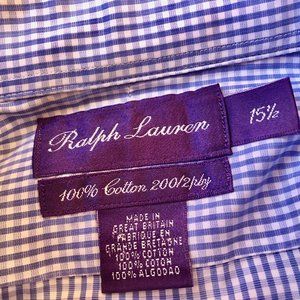 Ralph Lauren
15½
100% Cotton 200/2ply
MADE IN
GREAT BRITAIN
FABRIQUE EN
GRANDE BRETAGNE
100% COTTON
100% COTON
100% ALGODAO